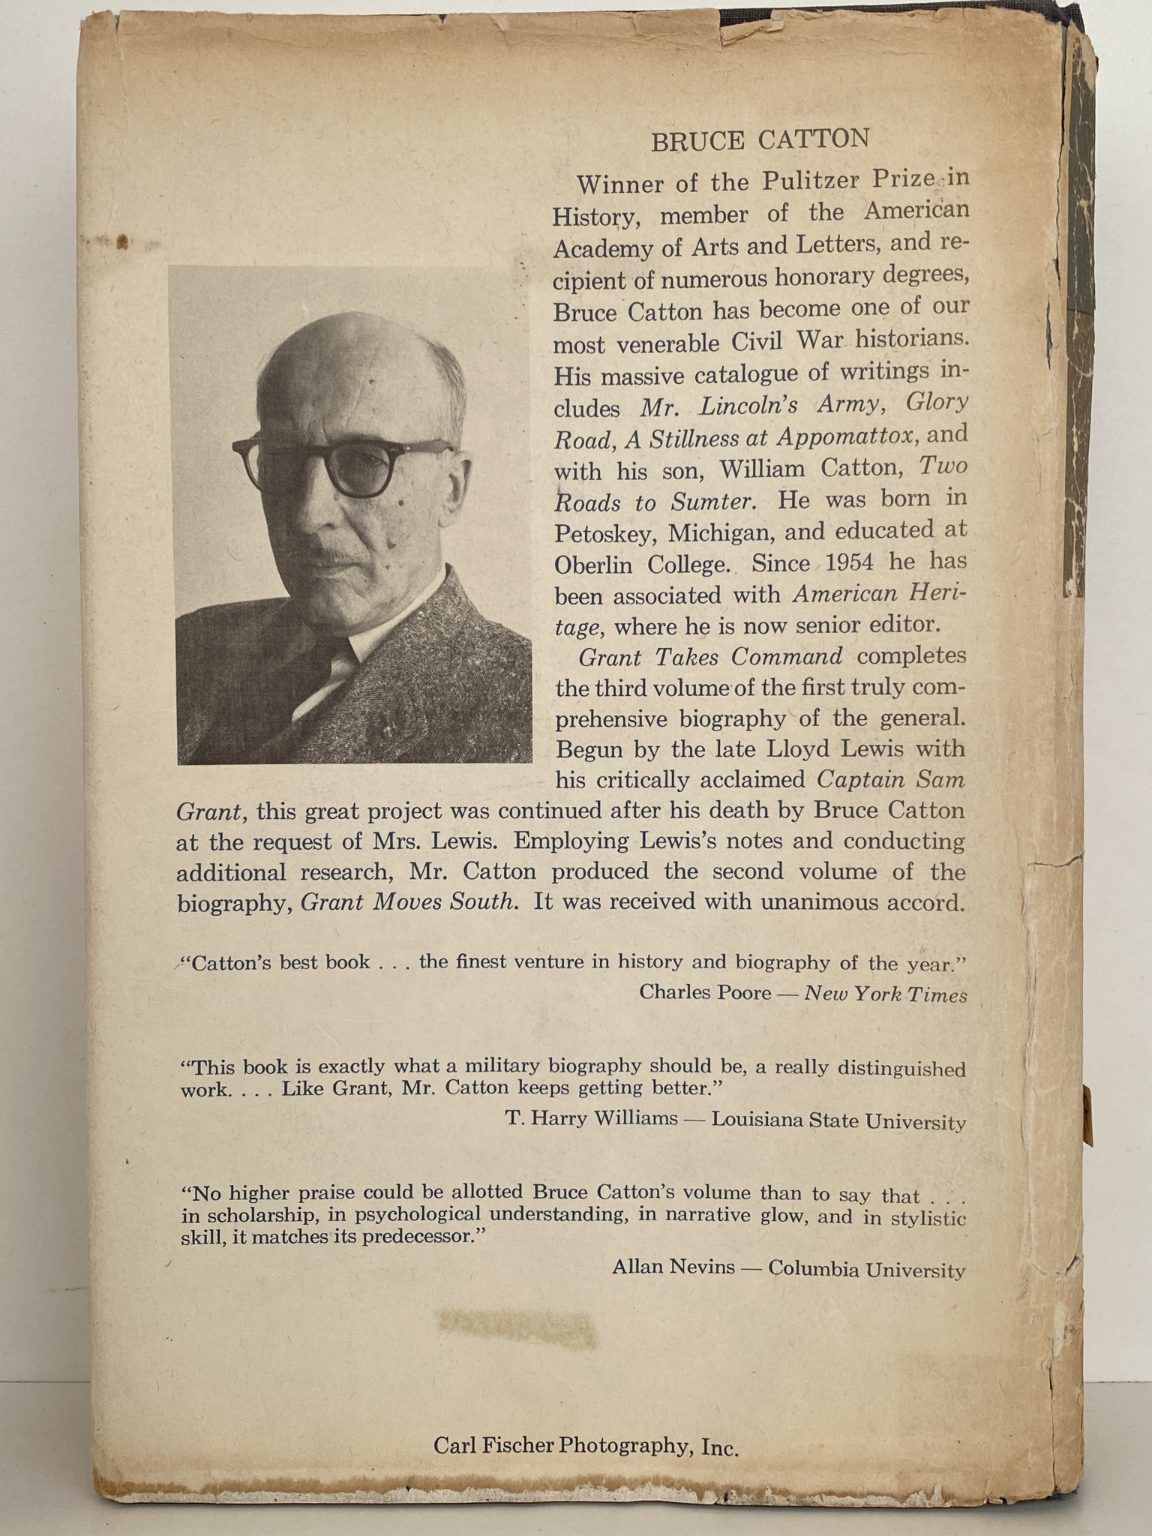 BRUCE CATTON
Winner of the Pulitzer Prize in
History, member of the American
Academy of Arts and Letters, and re-
cipient of numerous honorary degrees,
Bruce Catton has become one of our
most venerable Civil War historians.
His massive catalogue of writings in-
cludes Mr. Lincoln's Army, Glory
Road, A Stillness at Appomattox, and
with his son, William Catton, Two
Roads to Sumter. He was born in
Petoskey, Michigan, and educated at
Oberlin College. Since 1954 he has
been associated with American Heri-
tage, where he is now senior editor.
Grant Takes Command completes
the third volume of the first truly com-
prehensive biography of the general.
Begun by the late Lloyd Lewis with
his critically acclaimed Captain Sam
Grant, this great project was continued after his death by Bruce Catton
at the request of Mrs. Lewis. Employing Lewis's notes and conducting
additional research, Mr. Catton produced the second volume of the
biography, Grant Moves South. It was received with unanimous accord.
“Catton's best book . . . the finest venture in history and biography of the year.”
Charles Poore — New York Times
“This book is exactly what a military biography should be, a really distinguished
work. . . . Like Grant, Mr. Catton keeps getting better.”
T. Harry Williams — Louisiana State University
“No higher praise could be allotted Bruce Catton's volume than to say that . . .
in scholarship, in psychological understanding, in narrative glow, and in stylistic
skill, it matches its predecessor.”
Allan Nevins — Columbia University
Carl Fischer Photography, Inc.